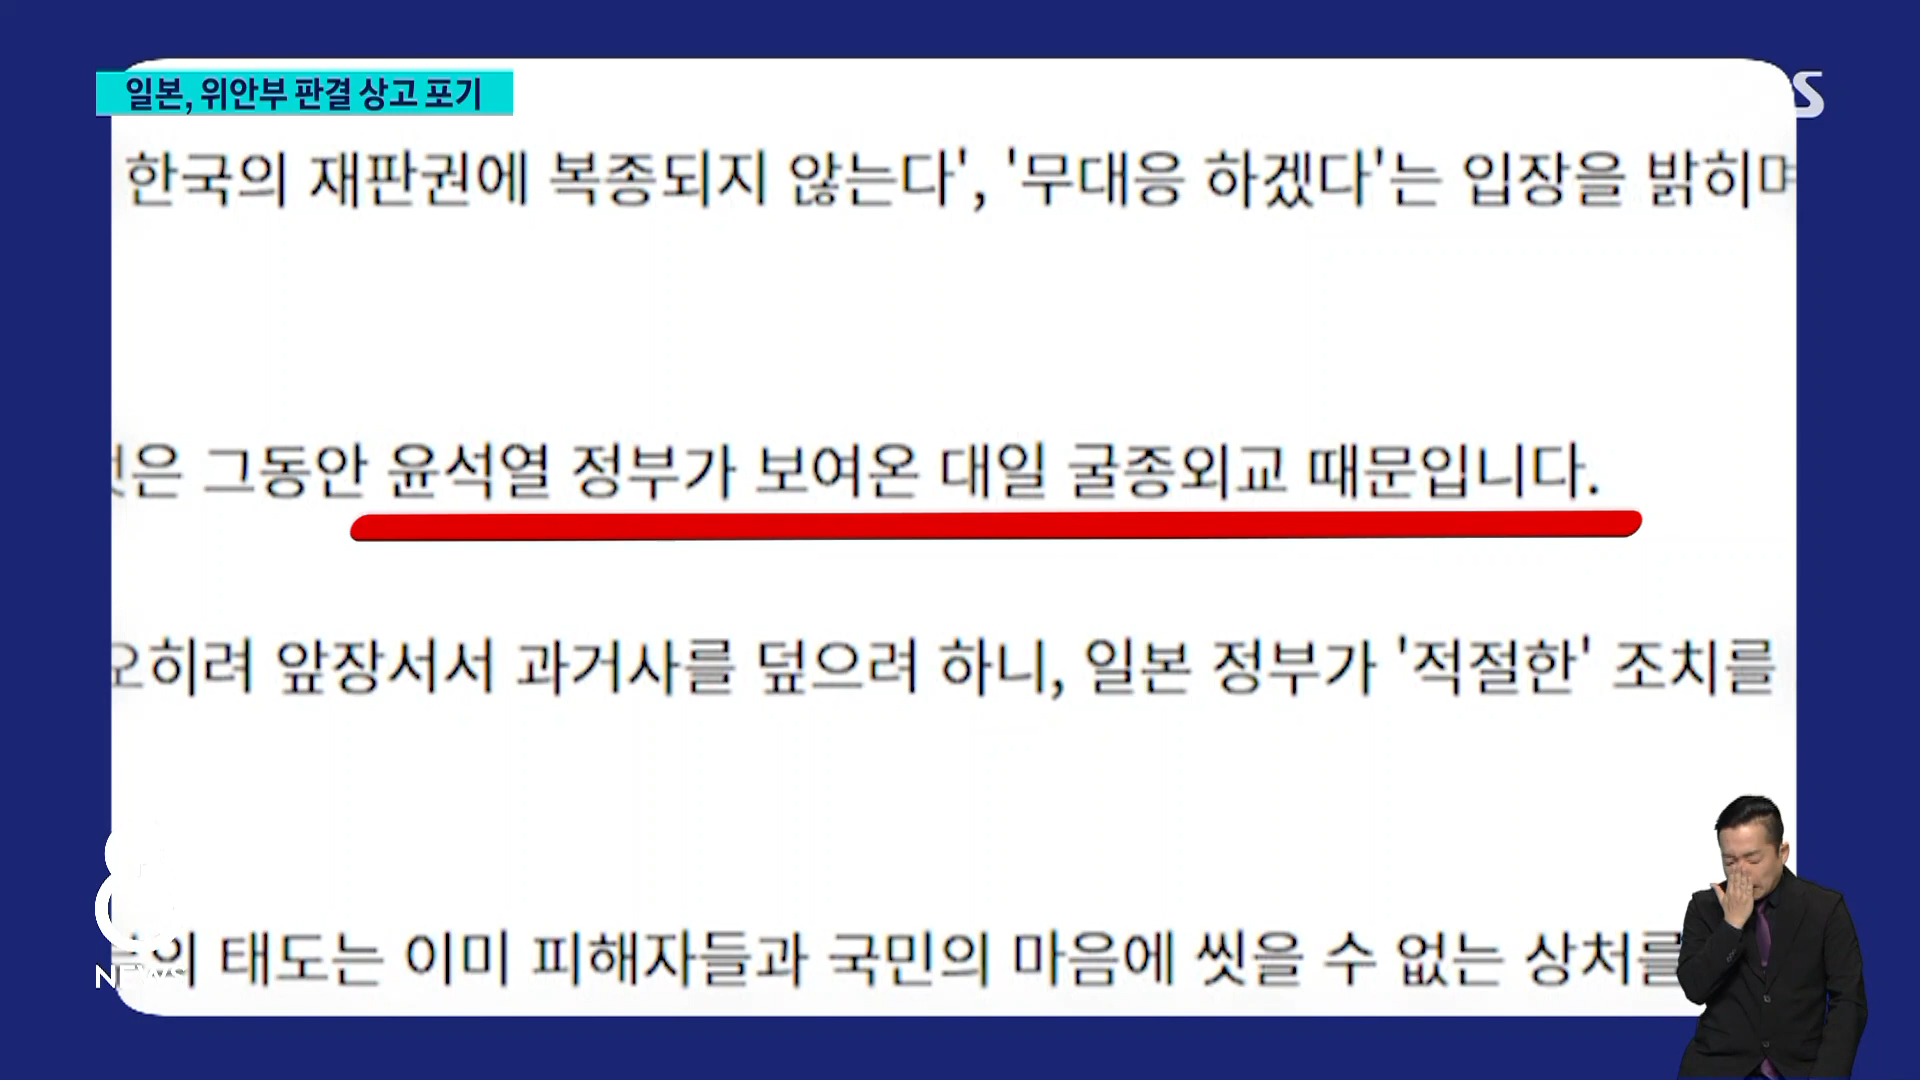 일본, 위안부 판결 상고 포기
한국의 재판권에 복종되지 않는다', '무대응 하겠다'는 입장을 밝히며
은 그동안 윤석열 정부가 보여온 대일 굴종외교 때문입니다.
오히려 앞장서서 과거사를 덮으려 하니, 일본 정부가 '적절한' 조치를
의 태도는 이미 피해자들과 국민의 마음에 씻을 수 없는 상처를
8
NEWS